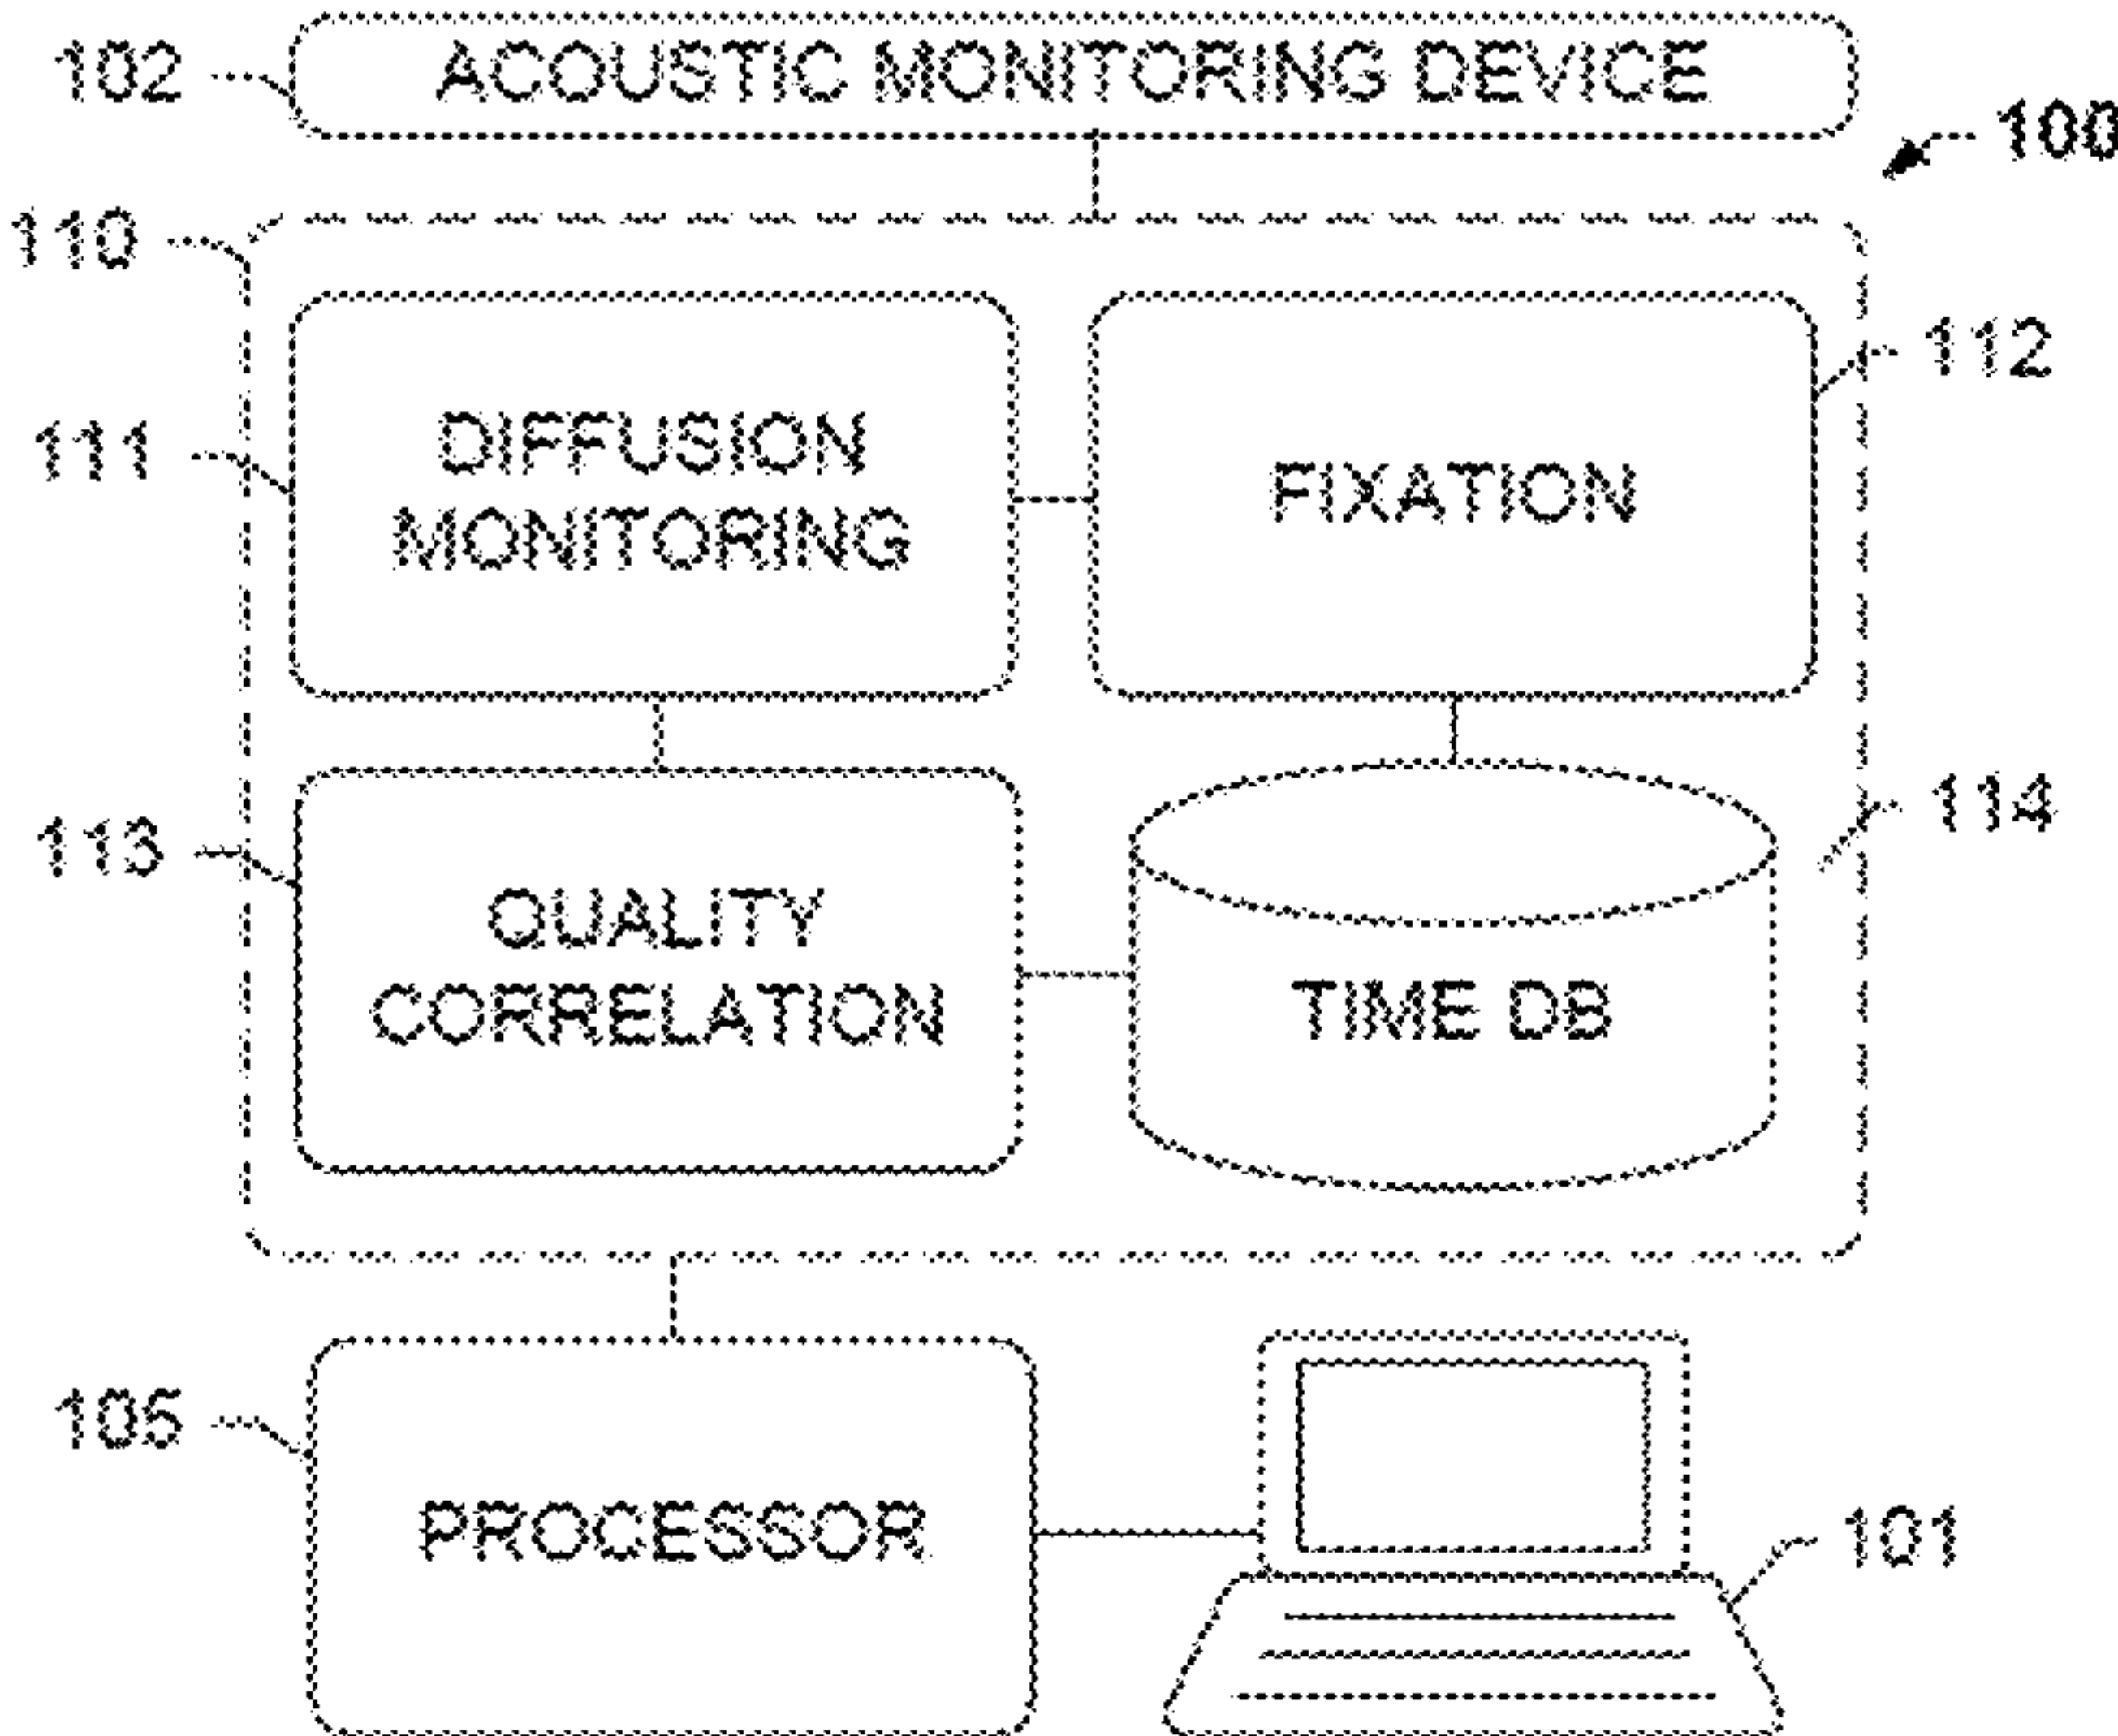 102
ACOUSTIC MONITORING DEVICE
100
110
111
DIFFUSION
MONITORING
FIXATION
112
113
QUALITY
CORRELATION
TIME DB
114
105
PROCESSOR
101